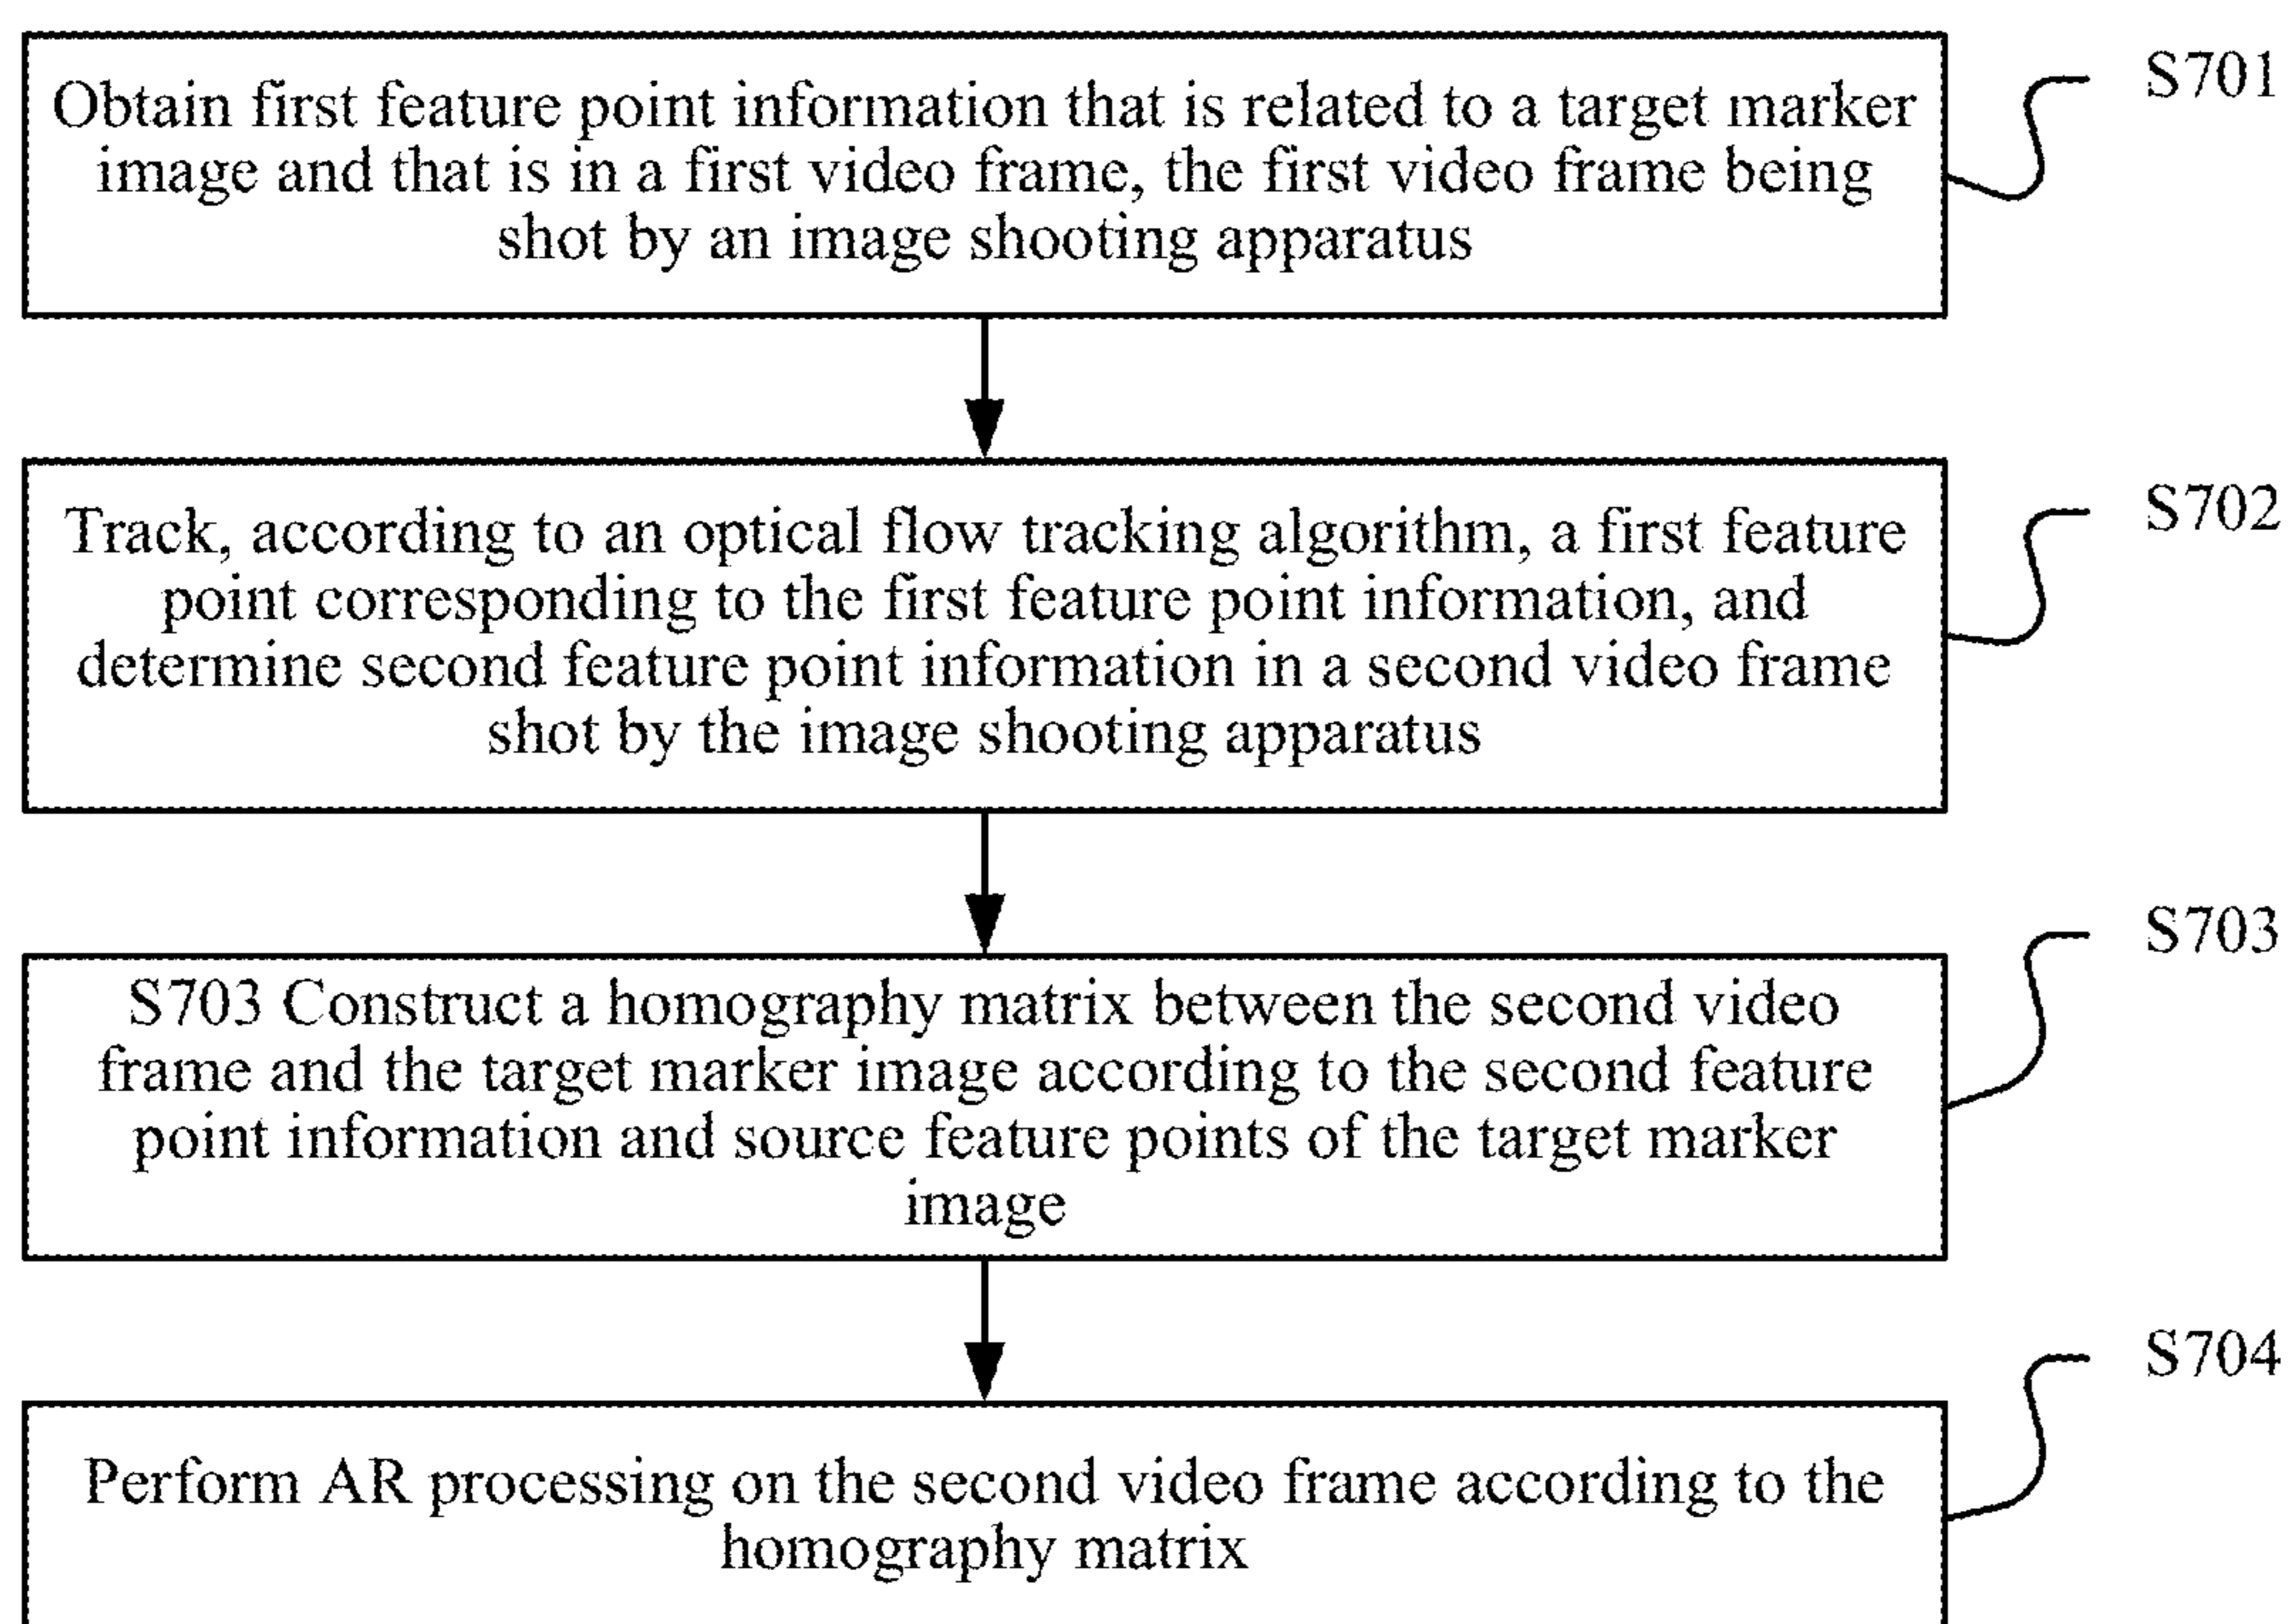 Obtain first feature point information that is related to a target marker
image and that is in a first video frame, the first video frame being
shot by an image shooting apparatus
S701
Track, according to an optical flow tracking algorithm, a first feature
point corresponding to the first feature point information, and
determine second feature point information in a second video frame
shot by the image shooting apparatus
S702
S703 Construct a homography matrix between the second video
frame and the target marker image according to the second feature
point information and source feature points of the target marker
image
S703
Perform AR processing on the second video frame according to the
homography matrix
S704